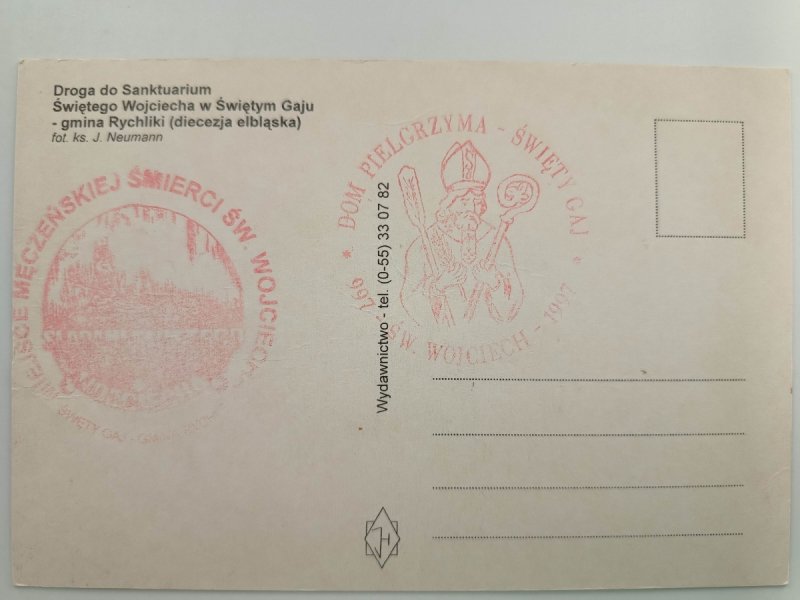 Droga do Sanktuarium
Świętego Wojciecha w Świętym Gaju
- gmina Rychliki (diecezja elbląska)
fot. ks. J. Neumann
MIEJSCE MĘCZEŃSKIEJ ŚMIERCI ŚW. WOJCIECHA
ŚWIĘTY GAJ - GMINA
* DOM PIELGRZYMA - ŚWIĘTY GAJ *
997 - ŚW. WOJCIECH - 1997
Wydawnictwo - tel. (0-55) 33 07 82